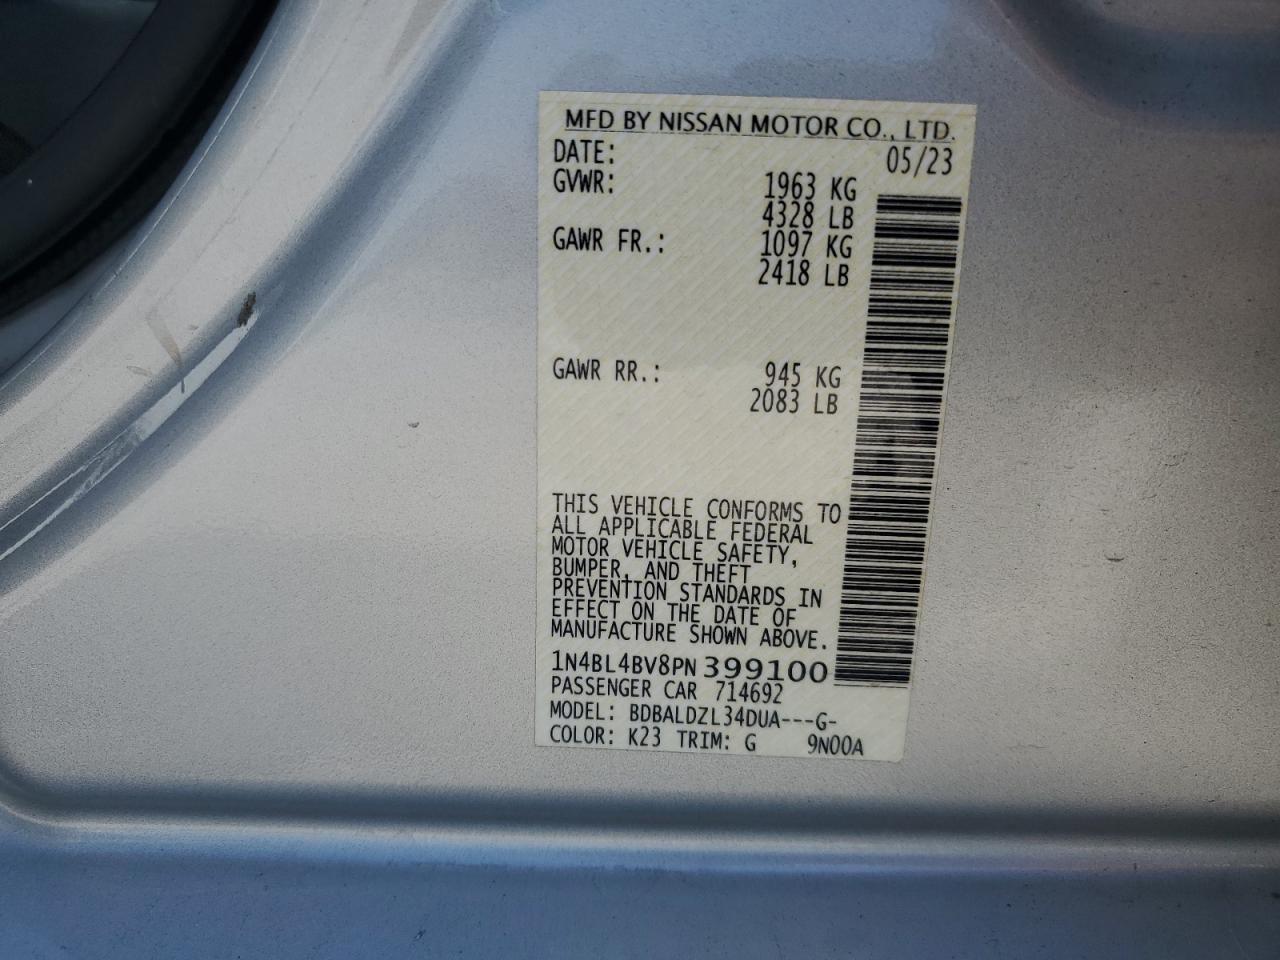 MFD BY NISSAN MOTOR CO., LTD.
DATE: 05/23
GVWR: 1963 KG
4328 LB
GAWR FR.: 1097 KG
2418 LB
GAWR RR.: 945 KG
2083 LB
THIS VEHICLE CONFORMS TO
ALL APPLICABLE FEDERAL
MOTOR VEHICLE SAFETY,
BUMPER, AND THEFT
PREVENTION STANDARDS IN
EFFECT ON THE DATE OF
MANUFACTURE SHOWN ABOVE.
1N4BL4BV8PN399100
PASSENGER CAR 714692
MODEL: BDBALDZL34DUA---G-
COLOR: K23 TRIM: G 9N00A